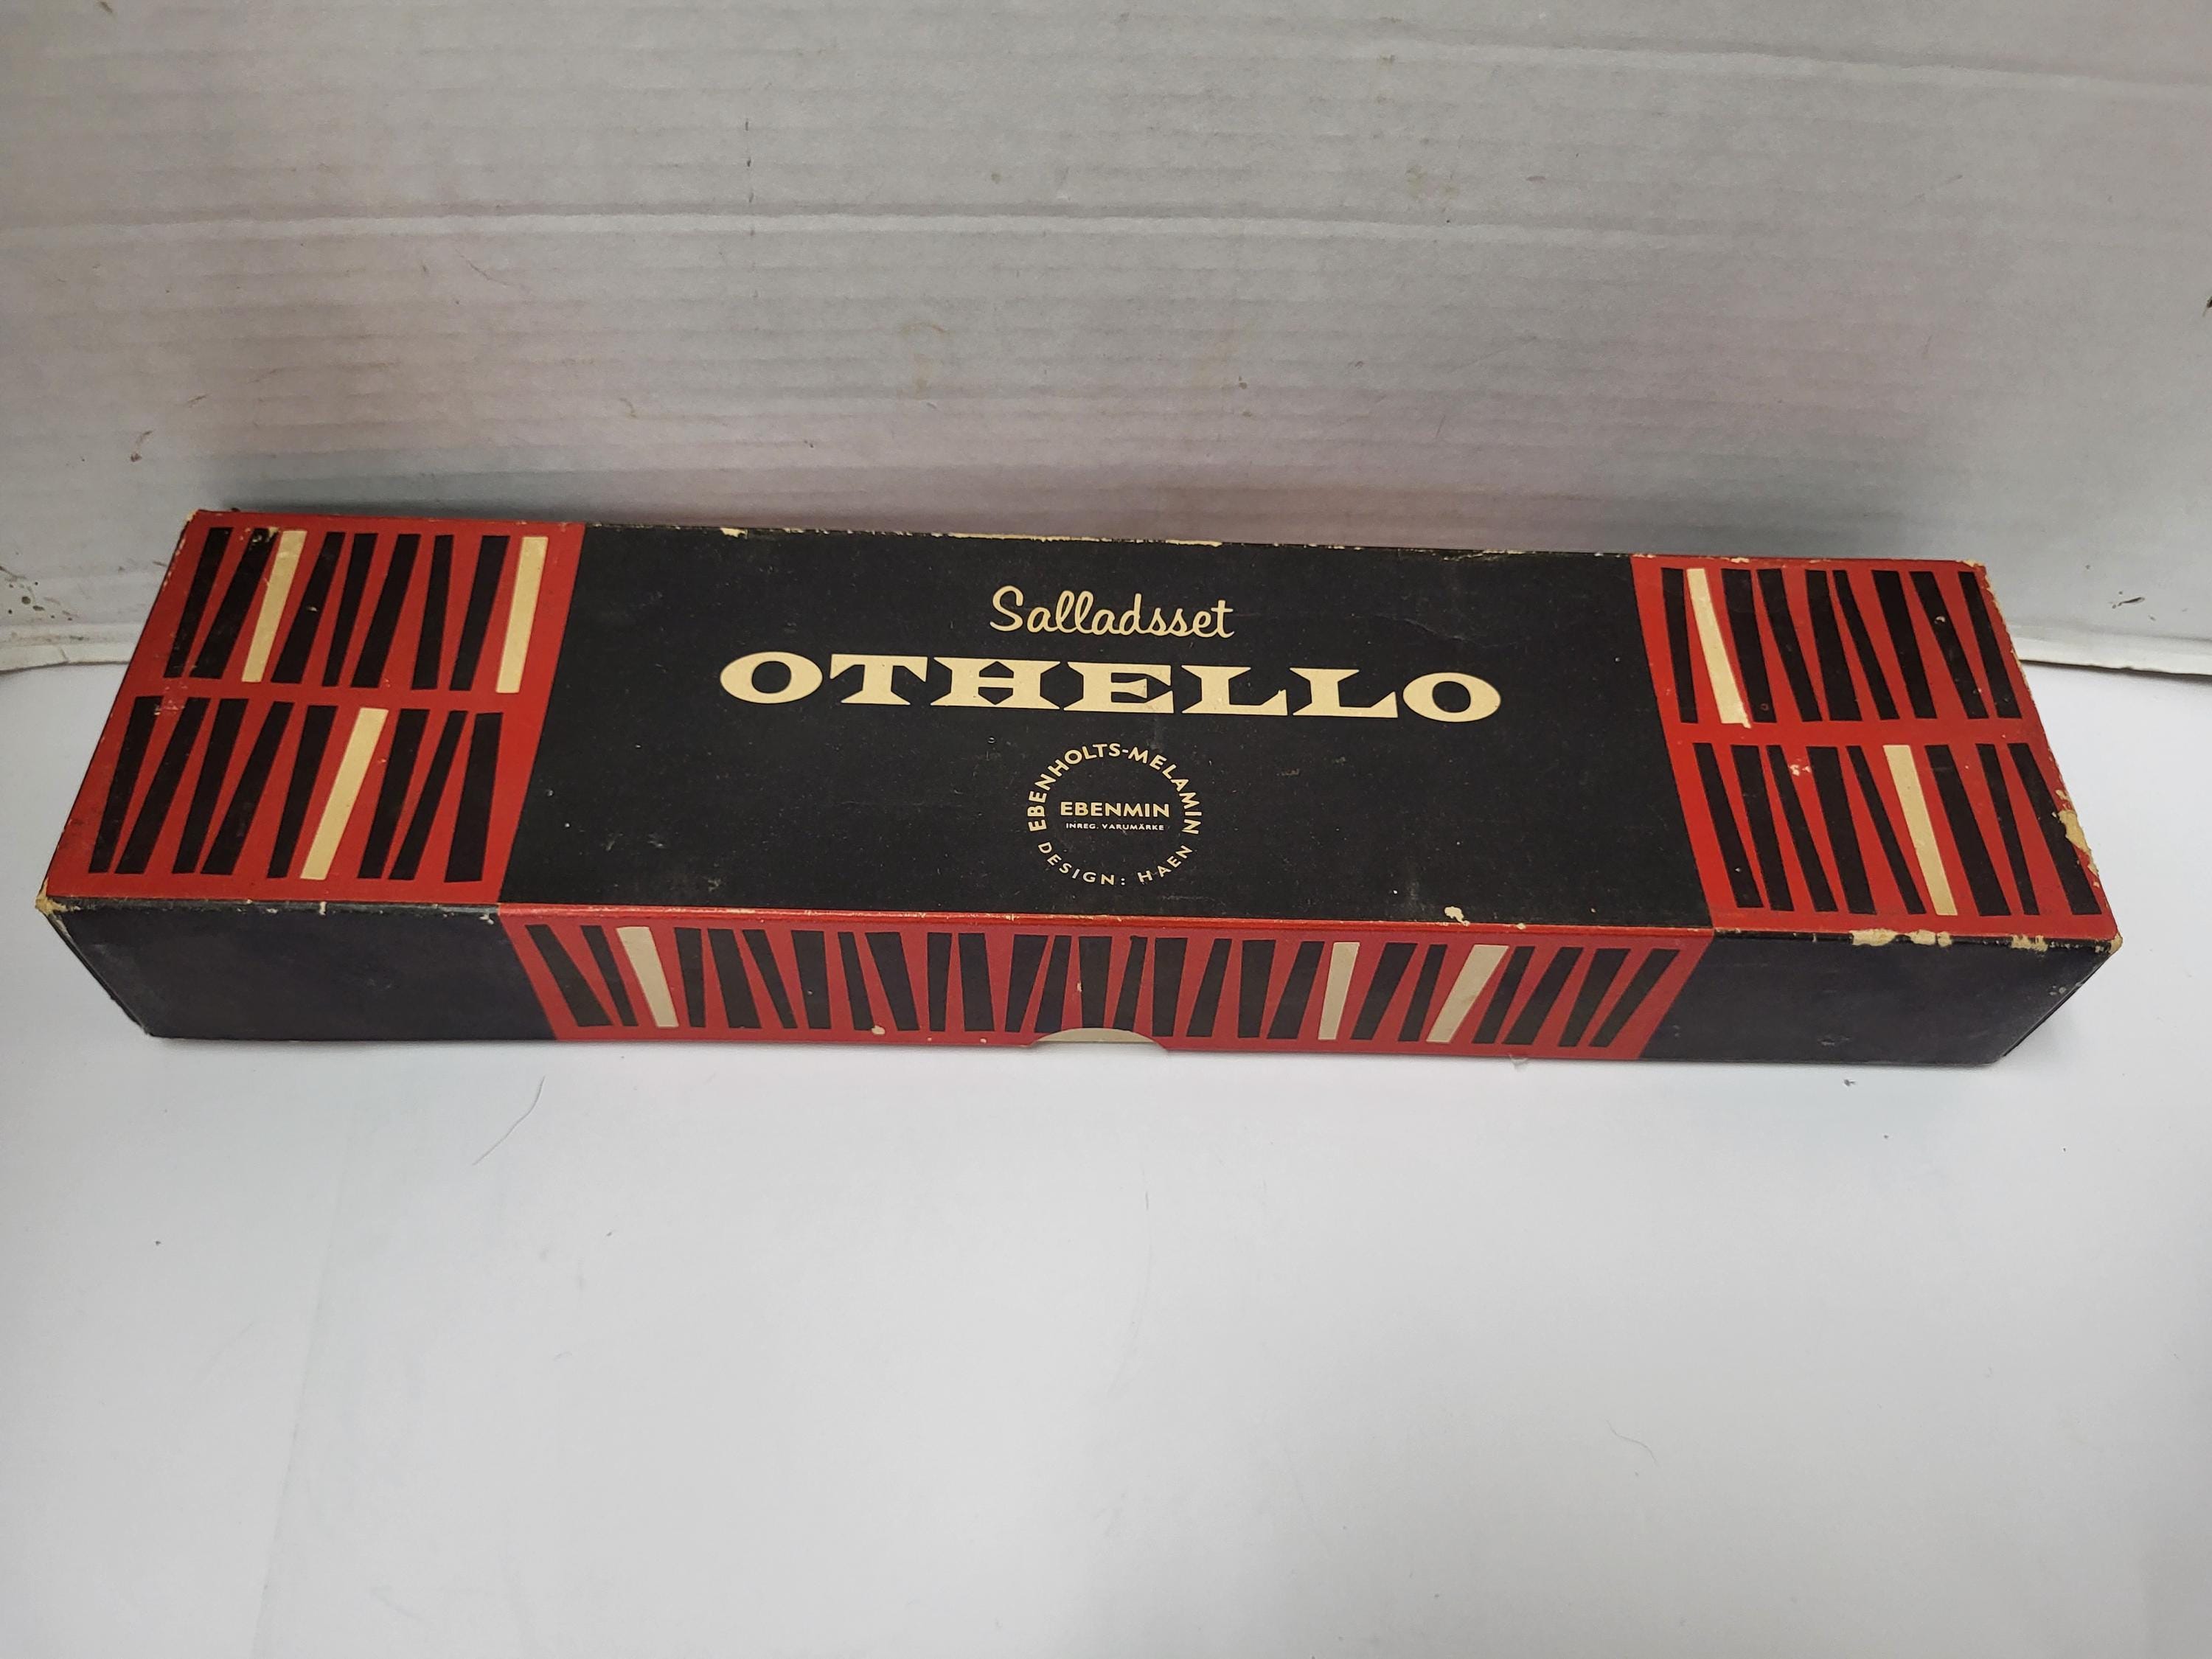 Salladsset
OTHELLO
EBENHOLTS-MELAMIN
EBENMIN
INREG. VARUMÄRKE
DESIGN: HAEN